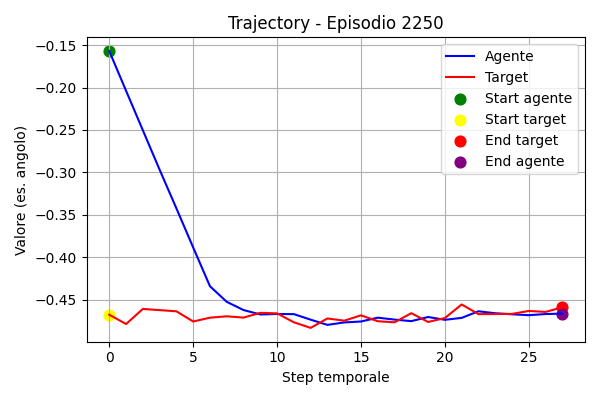 Trajectory - Episodio 2250
Agente
Target
Start agente
Start target
End target
End agente
Valore (es. angolo)
−0.15
−0.20
−0.25
−0.30
−0.35
−0.40
−0.45
0 5 10 15 20 25
Step temporale